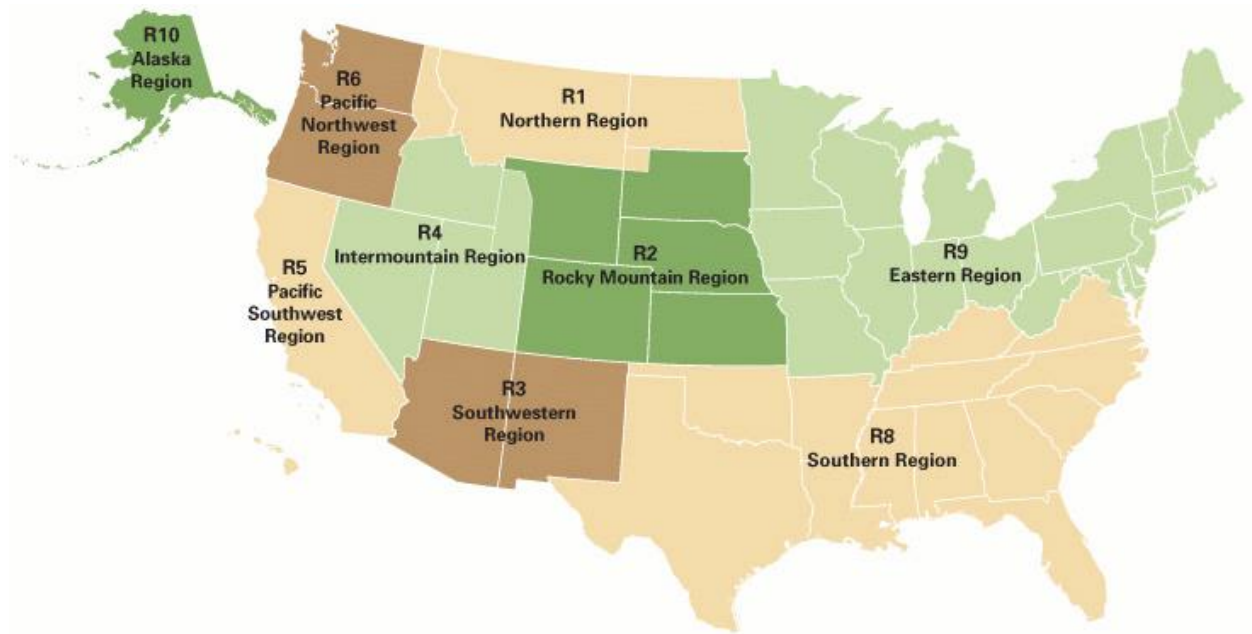 R10
Alaska
Region
R6
Pacific
Northwest
Region
R1
Northern Region
R4
Intermountain Region
R2
Rocky Mountain Region
R9
Eastern Region
R5
Pacific
Southwest
Region
R3
Southwestern
Region
R8
Southern Region